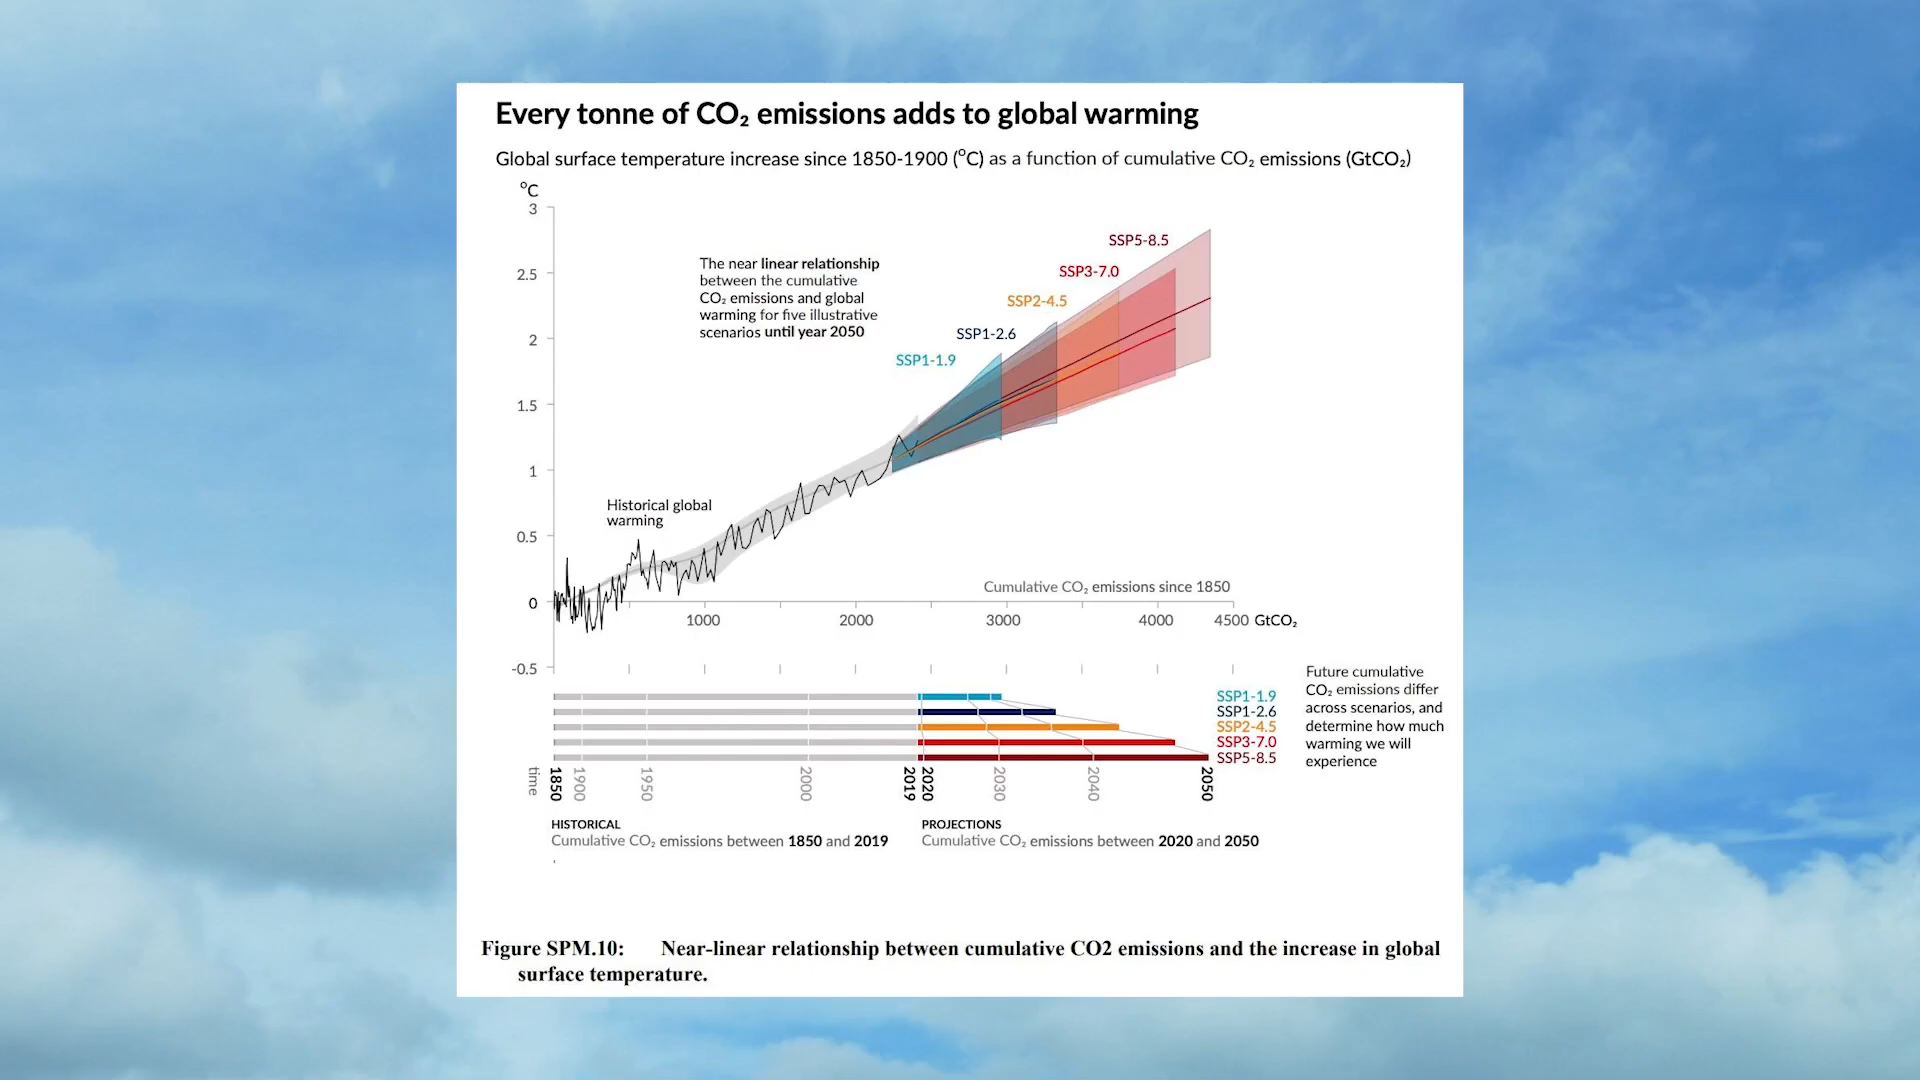 Every tonne of CO₂ emissions adds to global warming
Global surface temperature increase since 1850-1900 (°C) as a function of cumulative CO₂ emissions (GtCO₂)
°C
3
2.5
2
1.5
1
0.5
0
-0.5
The near linear relationship
between the cumulative
CO₂ emissions and global
warming for five illustrative
scenarios until year 2050
SSP5-8.5
SSP3-7.0
SSP2-4.5
SSP1-2.6
SSP1-1.9
Historical global
warming
Cumulative CO₂ emissions since 1850
1000
2000
3000
4000
4500 GtCO₂
SSP1-1.9
SSP1-2.6
SSP2-4.5
SSP3-7.0
SSP5-8.5
Future cumulative
CO₂ emissions differ
across scenarios, and
determine how much
warming we will
experience
time
1850
1900
1950
2000
2019
2020
2030
2040
2050
HISTORICAL
Cumulative CO₂ emissions between 1850 and 2019
PROJECTIONS
Cumulative CO₂ emissions between 2020 and 2050
Figure SPM.10: Near-linear relationship between cumulative CO2 emissions and the increase in global
surface temperature.